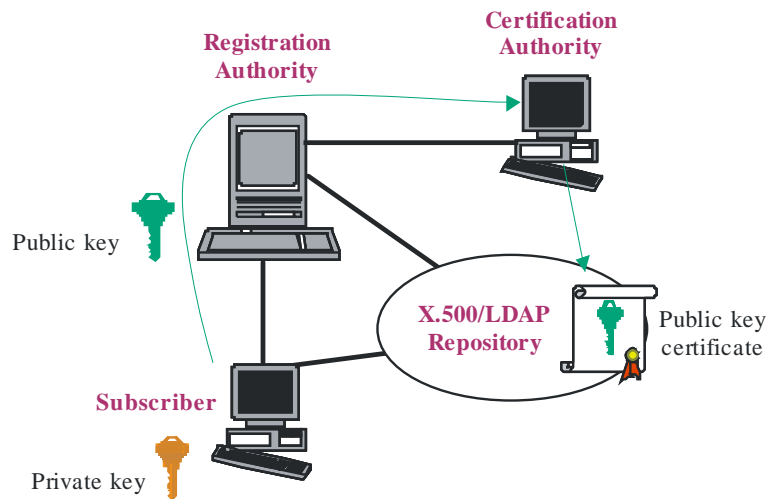 Certification
Authority
Registration
Authority
Public key
X.500/LDAP
Repository
Public key
certificate
Subscriber
Private key